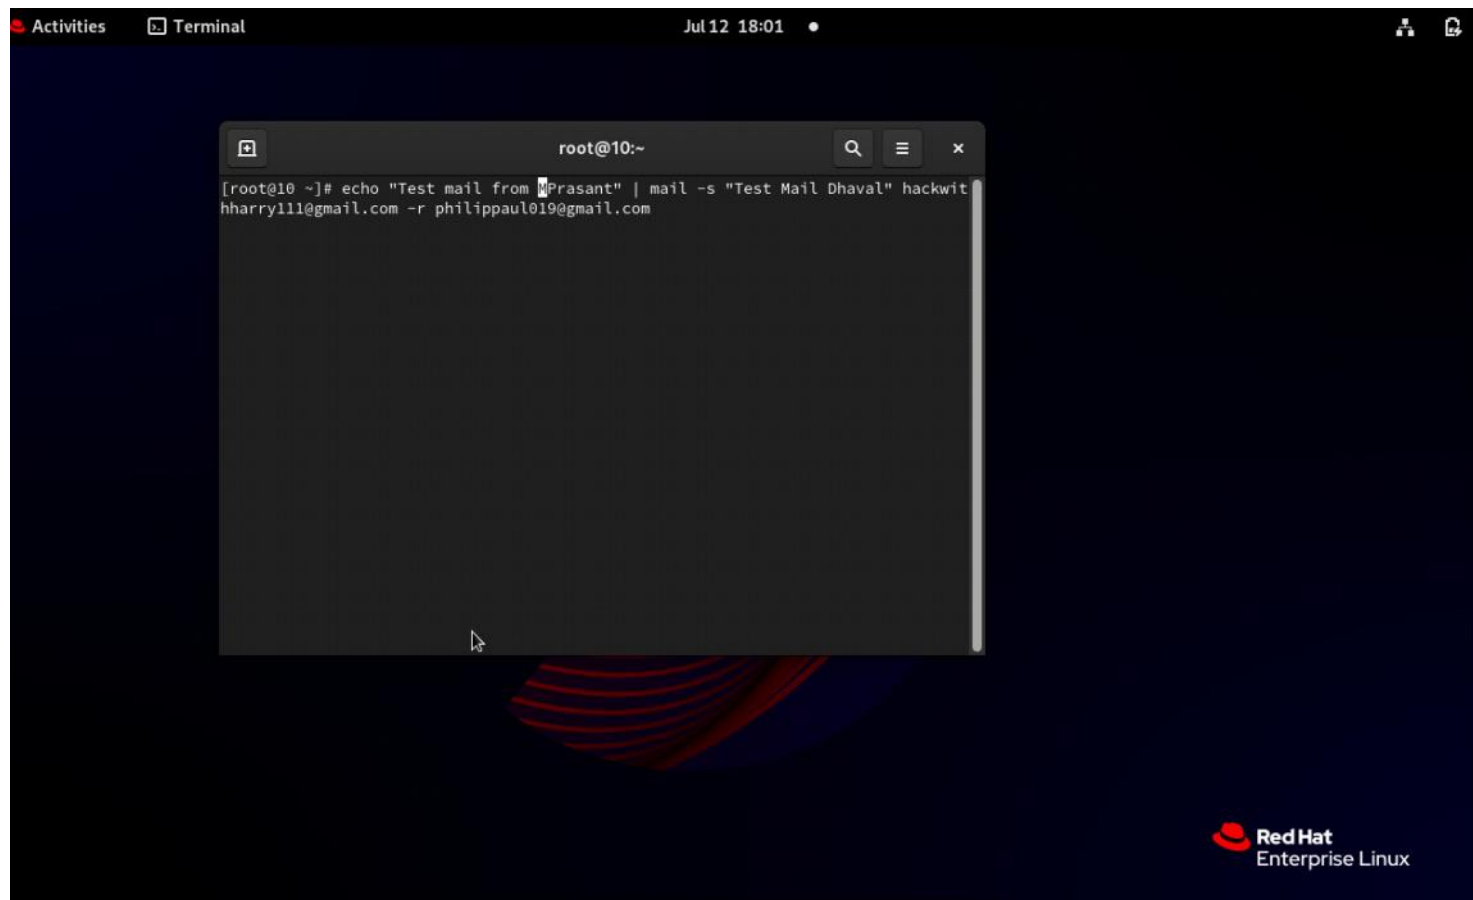 Activities Terminal Jul 12 18:01
root@10:~
[root@10 ~]# echo "Test mail from MPrasant" | mail -s "Test Mail Dhaval" hackwit
hharry111@gmail.com -r philippaul019@gmail.com
Red Hat
Enterprise Linux